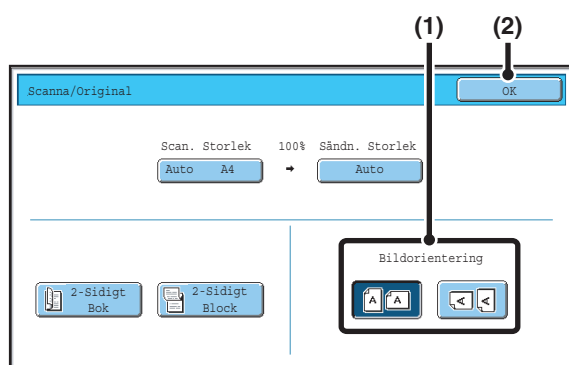 (1) (2)
Scanna/Original OK
Scan. Storlek 100% Sändn. Storlek
Auto A4 → Auto
Bildorientering
2-Sidigt
Bok
2-Sidigt
Block
A A A A